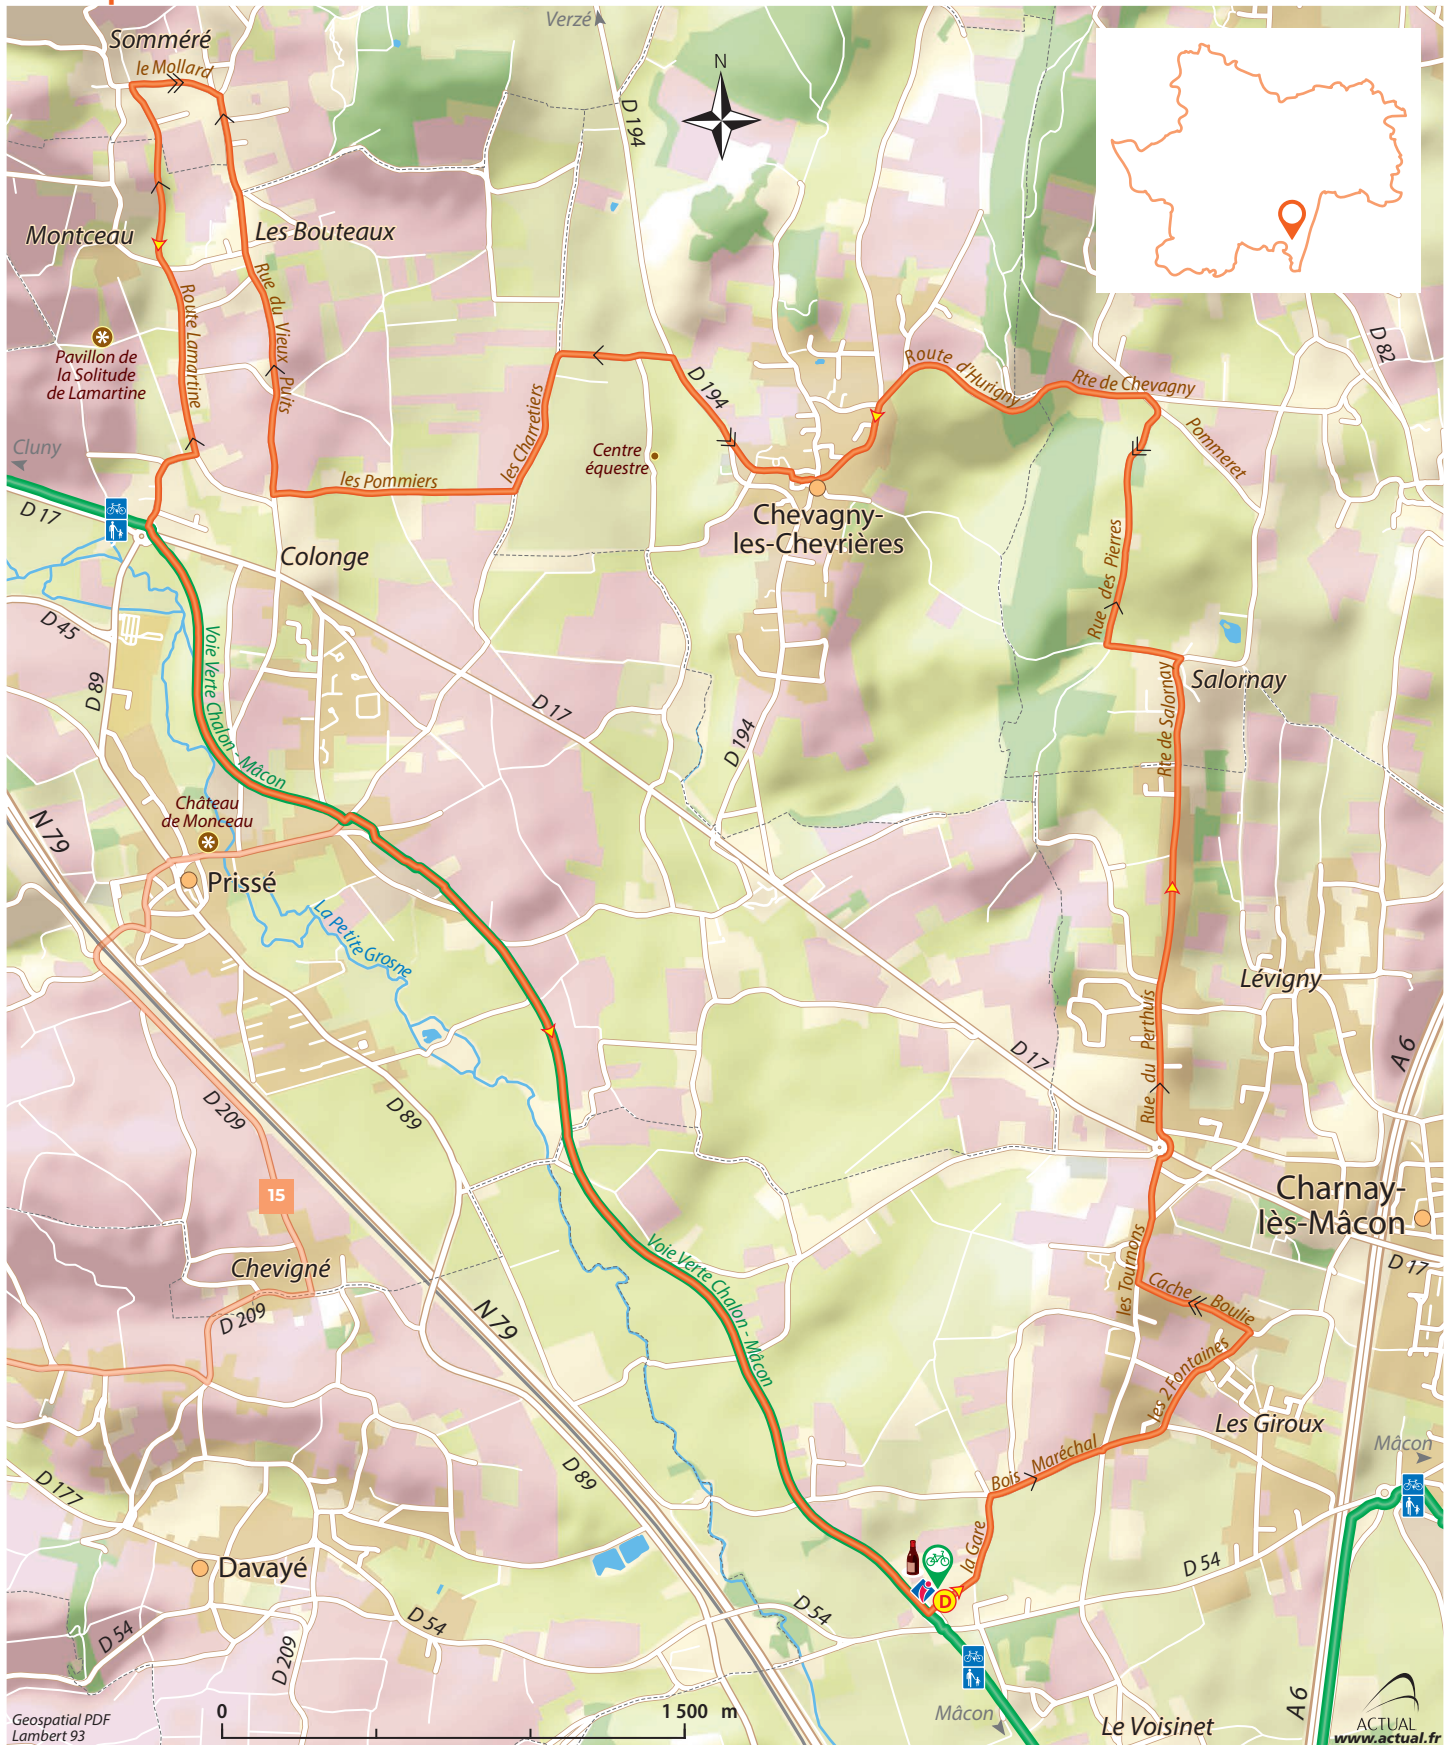 Verzé
Sommëré
le Mollard
N
D 194
Montceau
Les Bouteaux
Rue du Vieux Puits
Route Lamartine
Pavillon de
la Solitude
de Lamartine
D 82
Route d'Hurigny
Rte de Chevagny
Pommeret
D 194
les Charretiers
Centre
équestre
Cluny
les Pommiers
D 17
Chevagny-
les-Chevrières
Colonge
Rue des Pierres
D 45
Voie Verte Chalon - Mâcon
D 89
Salornay
Rte de Salornay
D 17
D 194
Château
de Monceau
N 79
Prissé
La Petite Grosne
Lévigny
Rue du Perthuis
D 17
A 6
D 209
D 89
15
Charnay-
lès-Mâcon
les Tournons
Chevigné
Voie Verte Chalon - Mâcon
D 17
Cache Boulie
D 209
N 79
les 2 Fontaines
Les Giroux
Mâcon
Bois Maréchal
D 177
D 89
la Gare
D 54
Davayé
D
D 54
D 54
D 54
D 209
A 6
0
1 500 m
Mâcon
Le Voisinet
Geospatial PDF
Lambert 93
ACTUAL
www.actual.fr